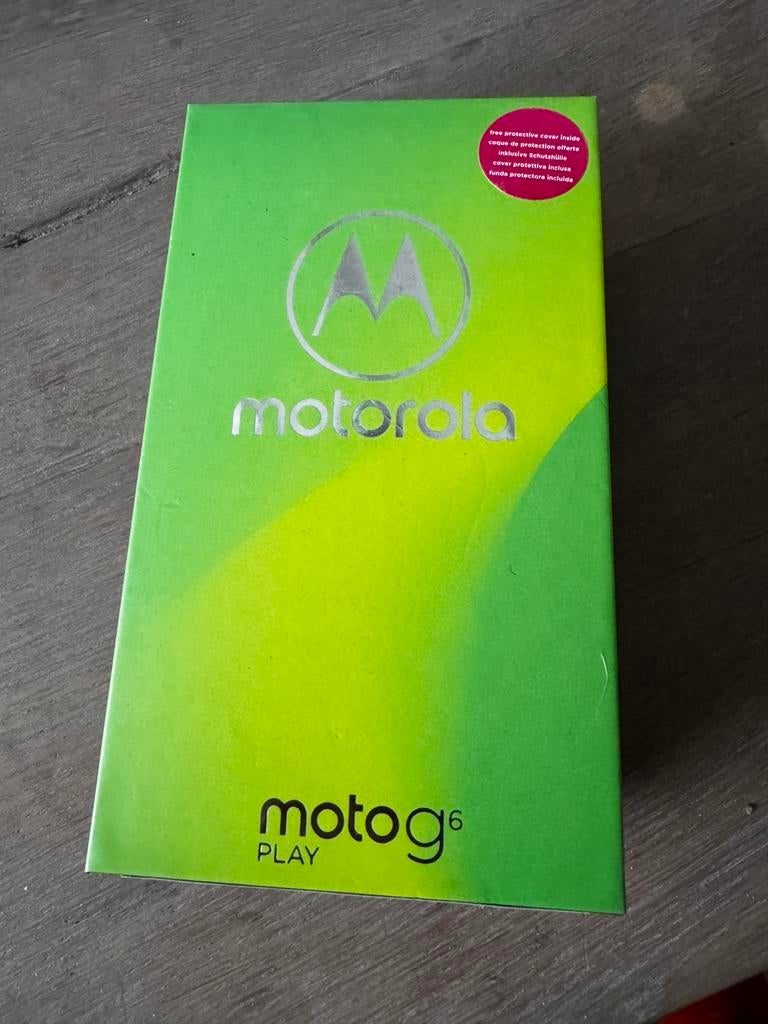 free protective cover inside
coque de protection offerte
inklusive Schutzhülle
cover protettiva inclusa
funda protectora incluida
motorola
moto g6
PLAY